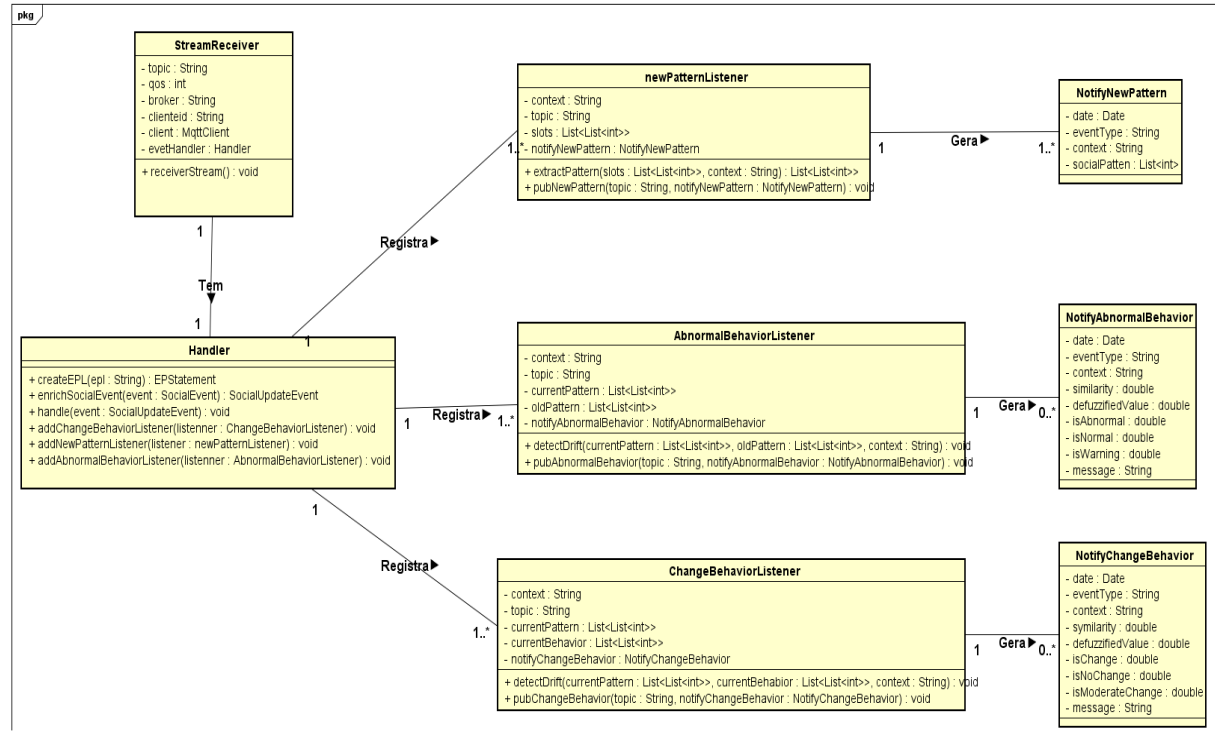 pkg
StreamReceiver
- topic : String
- qos : int
- broker : String
- clienteid : String
- client : MqttClient
- evetHandler : Handler
+ receiverStream() : void
newPatternListener
- context : String
- topic : String
- slots : List<List<int>>
- notifyNewPattern : NotifyNewPattern
+ extractPattern(slots : List<List<int>>, context : String) : List<List<int>>
+ pubNewPattern(topic : String, notifyNewPattern : NotifyNewPattern) : void
NotifyNewPattern
- date : Date
- eventType : String
- context : String
- socialPatten : List<int>
1
Gera
1..*
1
Tem
1
1
Registra
1..*
Handler
+ createEPL(epl : String) : EPStatement
+ enrichSocialEvent(event : SocialEvent) : SocialUpdateEvent
+ handle(event : SocialUpdateEvent) : void
+ addChangeBehaviorListener(listenner : ChangeBehaviorListener) : void
+ addNewPatternListener(listener : newPatternListener) : void
+ addAbnormalBehaviorListener(listenner : AbnormalBehaviorListener) : void
1
Registra
1..*
AbnormalBehaviorListener
- context : String
- topic : String
- currentPattern : List<List<int>>
- oldPattern : List<List<int>>
- notifyAbnormalBehavior : NotifyAbnormalBehavior
+ detectDrift(currentPattern : List<List<int>>, oldPattern : List<List<int>>, context : String) : void
+ pubAbnormalBehavior(topic : String, notifyAbnormalBehavior : NotifyAbnormalBehavior) : void
1
Gera
0..*
NotifyAbnormalBehavior
- date : Date
- eventType : String
- context : String
- similarity : double
- defuzzifiedValue : double
- isAbnormal : double
- isNormal : double
- isWarning : double
- message : String
1
Registra
1..*
ChangeBehaviorListener
- context : String
- topic : String
- currentPattern : List<List<int>>
- currentBehavior : List<List<int>>
- notifyChangeBehavior : NotifyChangeBehavior
+ detectDrift(currentPattern : List<List<int>>, currentBehabior : List<List<int>>, context : String) : void
+ pubChangeBehavior(topic : String, notifyChangeBehavior : NotifyChangeBehavior) : void
1
Gera
0..*
NotifyChangeBehavior
- date : Date
- eventType : String
- context : String
- symilarity : double
- defuzzifiedValue : double
- isChange : double
- isNoChange : double
- isModerateChange : double
- message : String